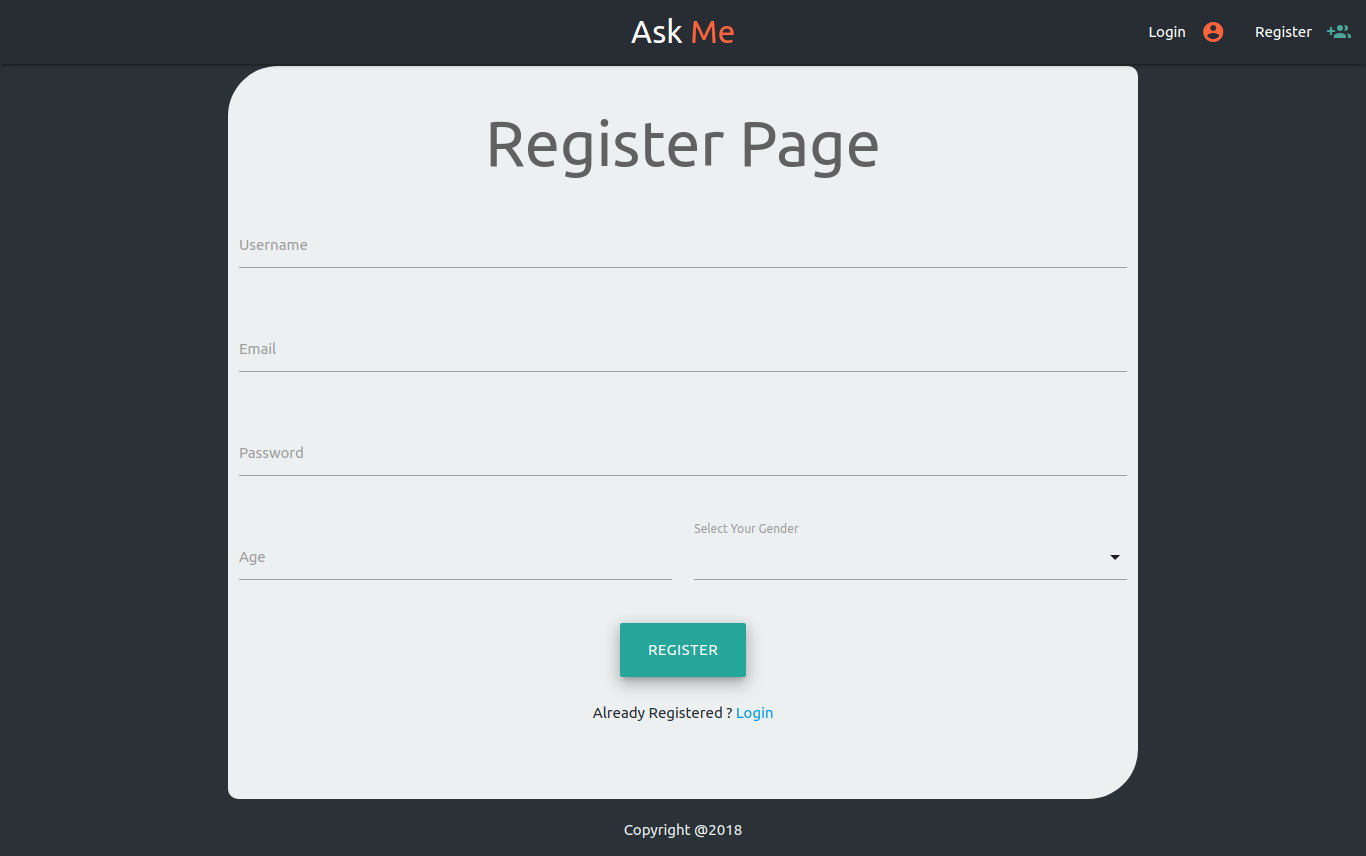 Ask Me
Login
Register
Register Page
Username
Email
Password
Select Your Gender
Age
REGISTER
Already Registered ? Login
Copyright @2018